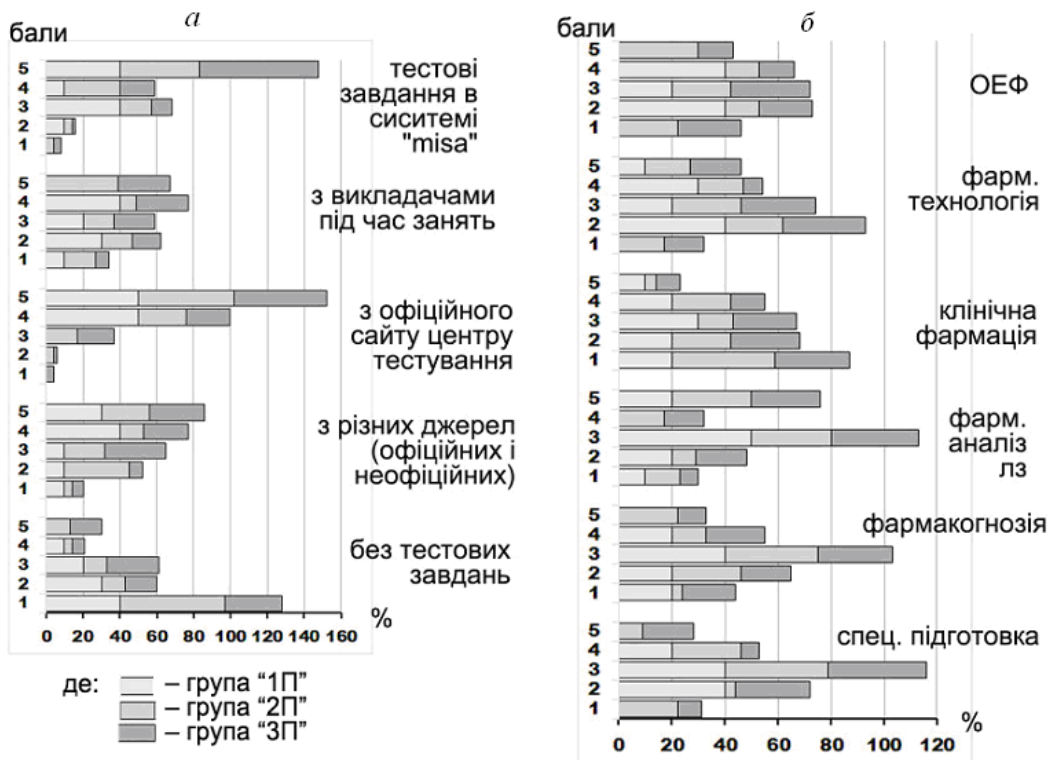 а
бали
5
4
3
2
1
тестові
завдання в
сиситемі
"misa"
5
4
3
2
1
з викладачами
під час занять
5
4
3
2
1
з офіційного
сайту центру
тестування
5
4
3
2
1
з різних джерел
(офіційних і
неофіційних)
5
4
3
2
1
без тестових
завдань
%
0 20 40 60 80 100 120 140 160
де:
– група “1П”
– група “2П”
– група “3П”
б
бали
5
4
3
2
1
ОЕФ
5
4
3
2
1
фарм.
технологія
5
4
3
2
1
клінічна
фармація
5
4
3
2
1
фарм.
аналіз
лз
5
4
3
2
1
фармакогнозія
5
4
3
2
1
спец. підготовка
%
0 20 40 60 80 100 120